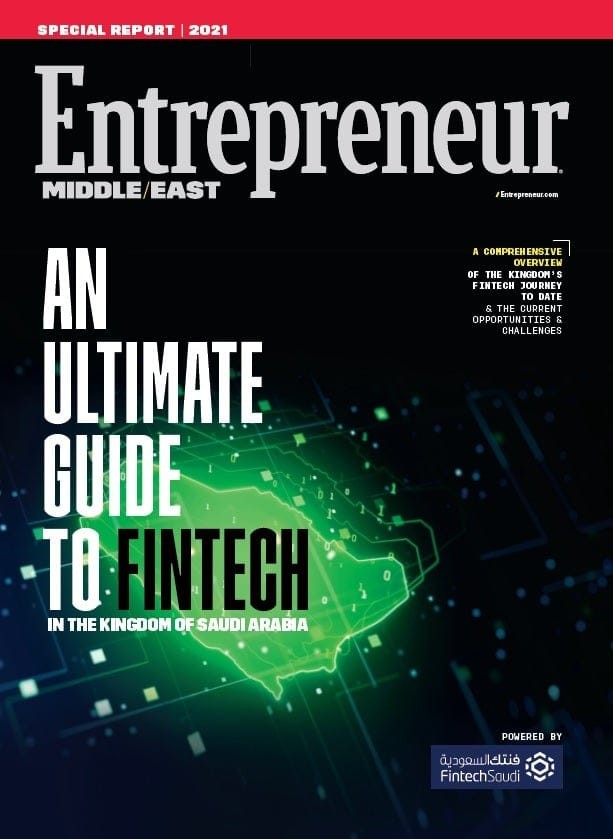 SPECIAL REPORT | 2021
Entrepreneur
MIDDLE/EAST
/Entrepreneur.com
A COMPREHENSIVE
OVERVIEW
OF THE KINGDOM'S
FINTECH JOURNEY
TO DATE
& THE CURRENT
OPPORTUNITIES &
CHALLENGES
AN
ULTIMATE
GUIDE
TO FINTECH
IN THE KINGDOM OF SAUDI ARABIA
POWERED BY
فنتك السعودية
FintechSaudi